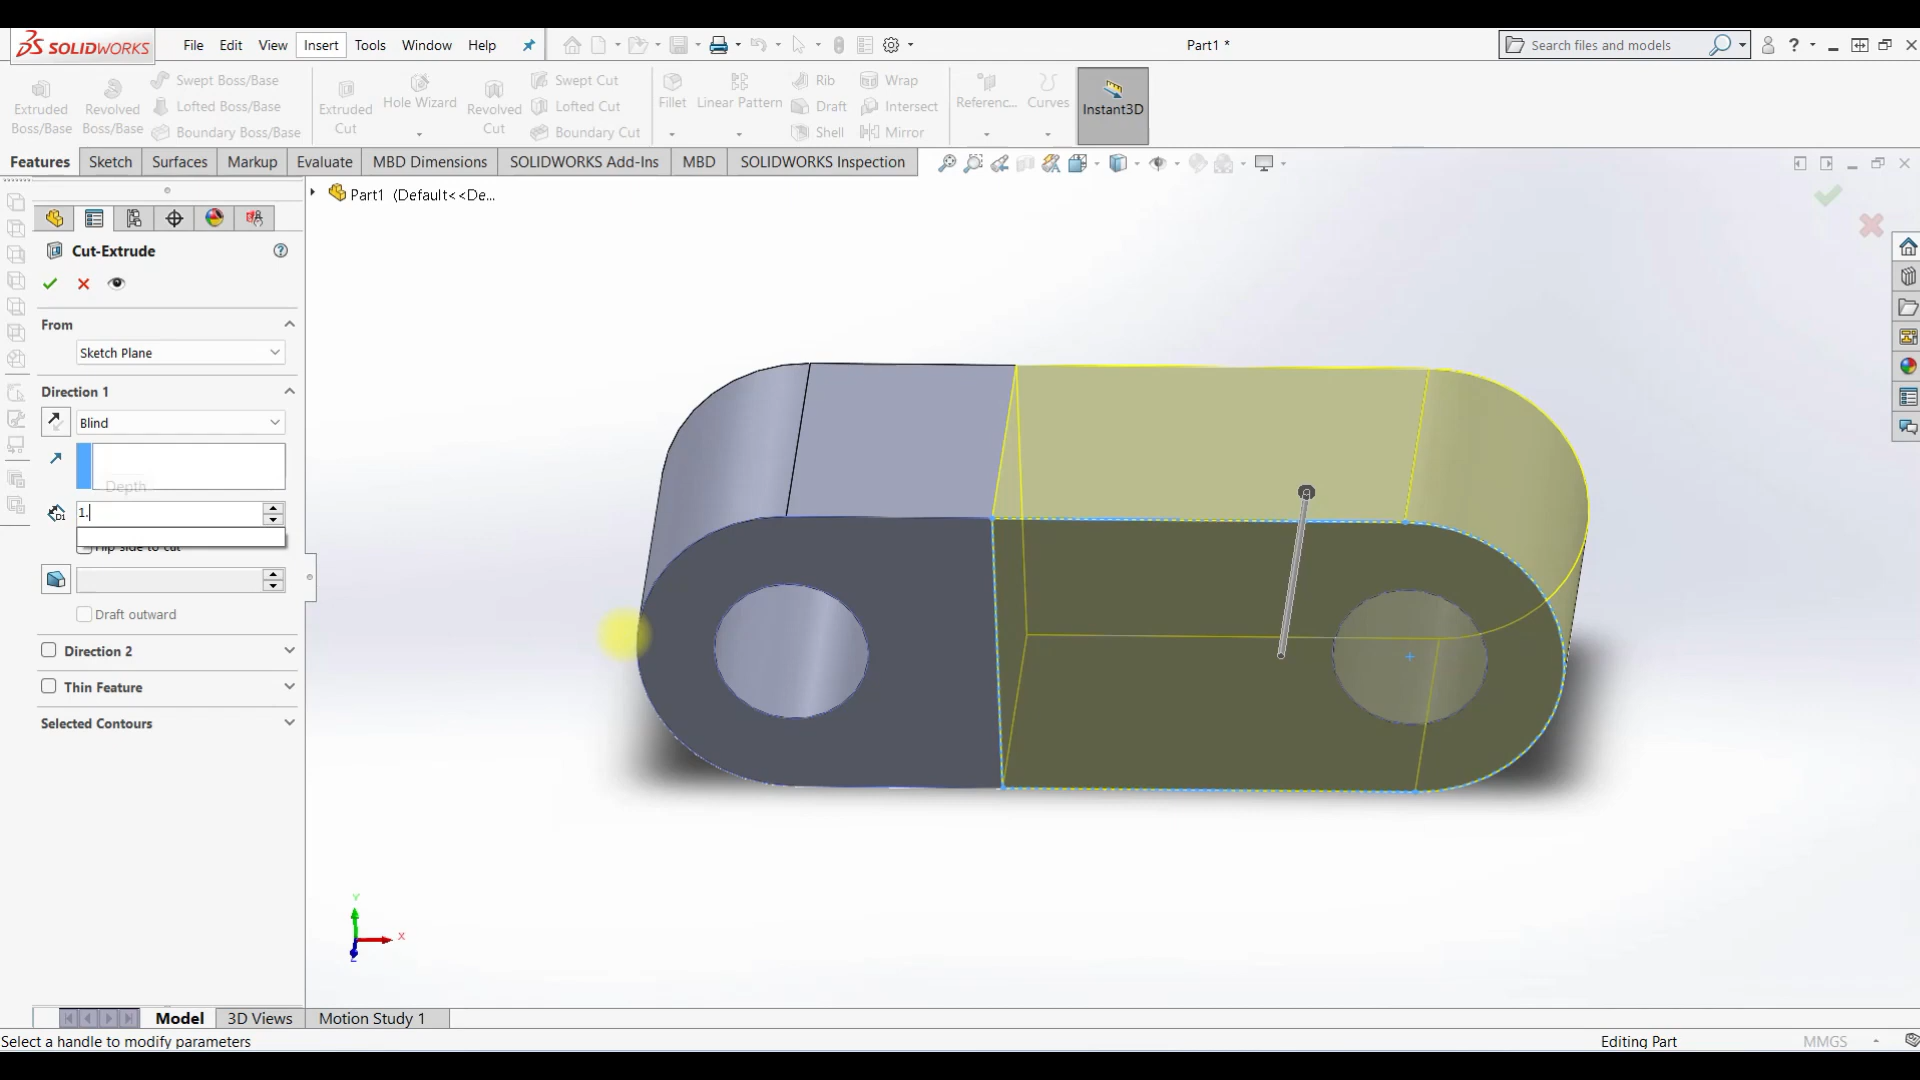 SOLIDWORKS File Edit View Insert Tools Window Help Part1 * Search files and models ?
Extruded Boss/Base
Revolved Boss/Base
Swept Boss/Base
Lofted Boss/Base
Boundary Boss/Base
Extruded Cut
Hole Wizard
Revolved Cut
Swept Cut
Lofted Cut
Boundary Cut
Fillet
Linear Pattern
Rib
Draft
Shell
Wrap
Intersect
Mirror
Referenc...
Curves
Instant3D
Features Sketch Surfaces Markup Evaluate MBD Dimensions SOLIDWORKS Add-Ins MBD SOLIDWORKS Inspection
Part1 (Default<<De...
Cut-Extrude ?
From
Sketch Plane
Direction 1
Blind
Depth
D1 1.
Flip side to cut
Draft outward
Direction 2
Thin Feature
Selected Contours
Y
X
Z
Model 3D Views Motion Study 1
Select a handle to modify parameters Editing Part MMGS